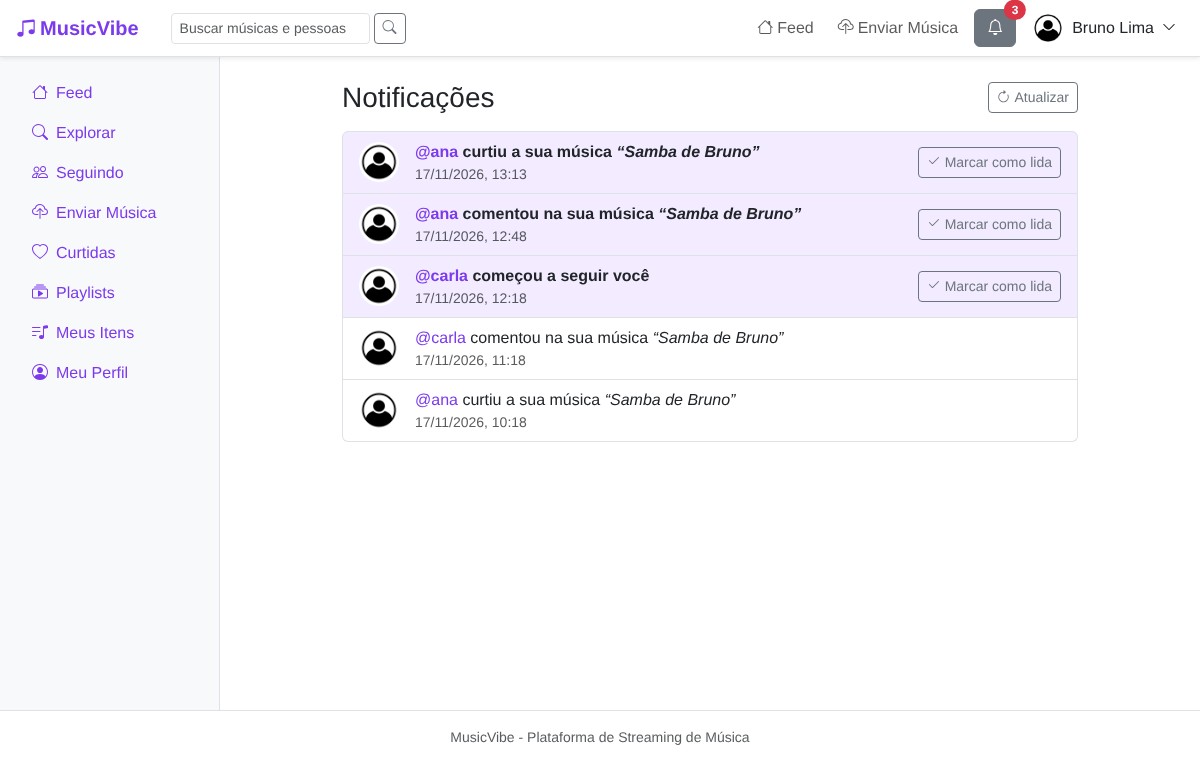 MusicVibe
Buscar músicas e pessoas
Feed
Enviar Música
3
Bruno Lima
Feed
Explorar
Seguindo
Enviar Música
Curtidas
Playlists
Meus Itens
Meu Perfil
Notificações
Atualizar
@ana curtiu a sua música “Samba de Bruno”
17/11/2026, 13:13
Marcar como lida
@ana comentou na sua música “Samba de Bruno”
17/11/2026, 12:48
Marcar como lida
@carla começou a seguir você
17/11/2026, 12:18
Marcar como lida
@carla comentou na sua música “Samba de Bruno”
17/11/2026, 11:18
@ana curtiu a sua música “Samba de Bruno”
17/11/2026, 10:18
MusicVibe - Plataforma de Streaming de Música